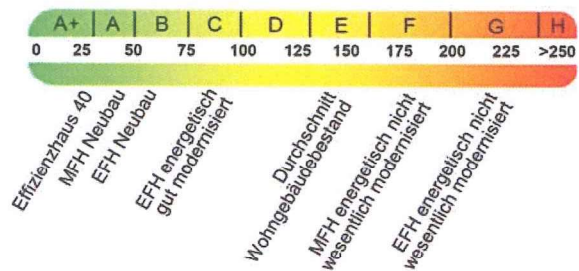 A+ A B C D E F G H
0 25 50 75 100 125 150 175 200 225 >250
Effizienzhaus 40
MFH Neubau
EFH Neubau
EFH energetisch
gut modernisiert
Durchschnitt
Wohngebäudebestand
MFH energetisch nicht
wesentlich modernisiert
EFH energetisch nicht
wesentlich modernisiert